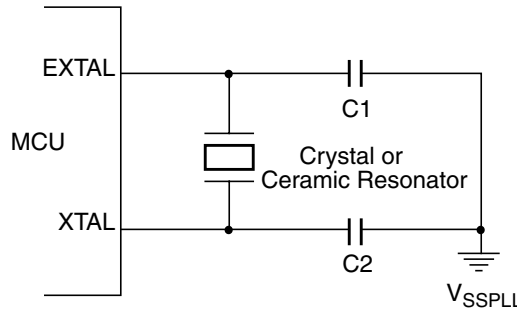 EXTAL
C1
MCU
Crystal or
Ceramic Resonator
XTAL
C2
VSSPLL